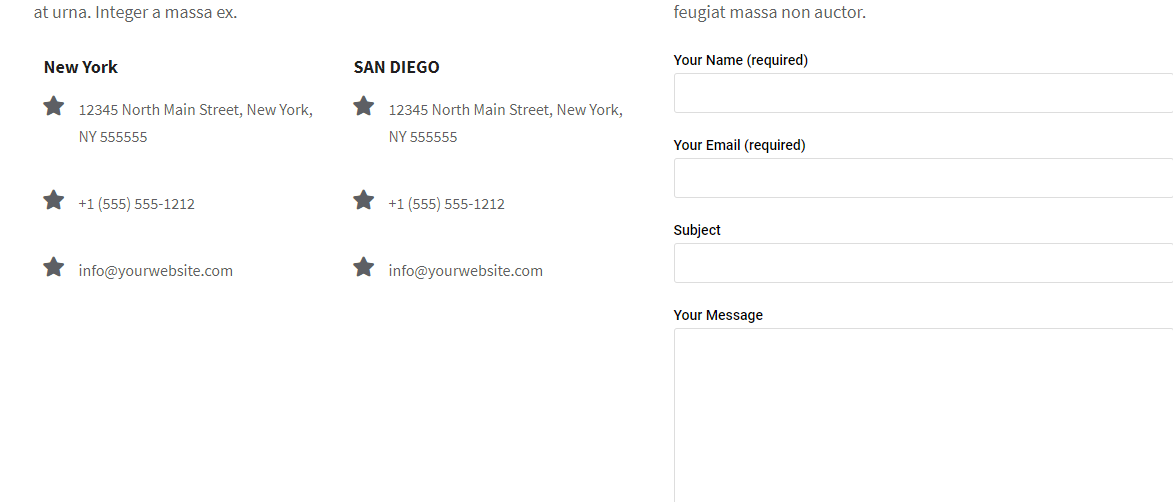 at urna. Integer a massa ex.
New York
12345 North Main Street, New York,
NY 555555
+1 (555) 555-1212
info@yourwebsite.com
SAN DIEGO
12345 North Main Street, New York,
NY 555555
+1 (555) 555-1212
info@yourwebsite.com
feugiat massa non auctor.
Your Name (required)
Your Email (required)
Subject
Your Message